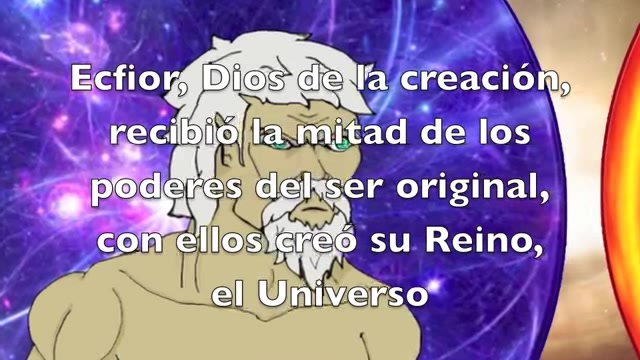 Ecfior, Dios de la creación,
recibió la mitad de los
poderes del ser original,
con ellos creó su Reino,
el Universo